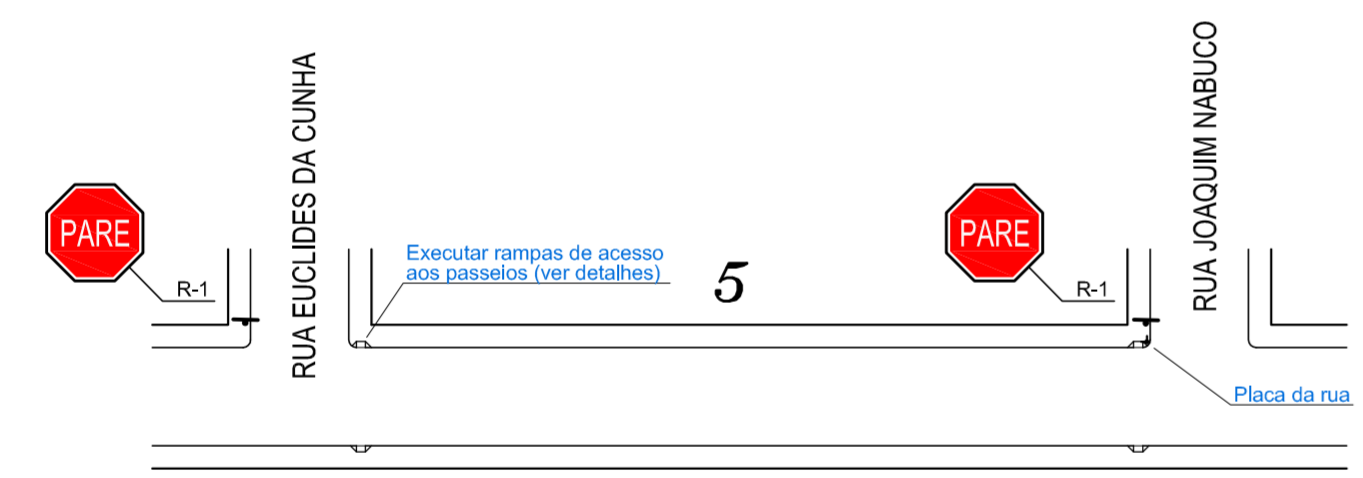 RUA EUCLIDES DA CUNHA
RUA JOAQUIM NABUCO
PARE
R-1
Executar rampas de acesso
aos passeios (ver detalhes)
5
PARE
R-1
Placa da rua